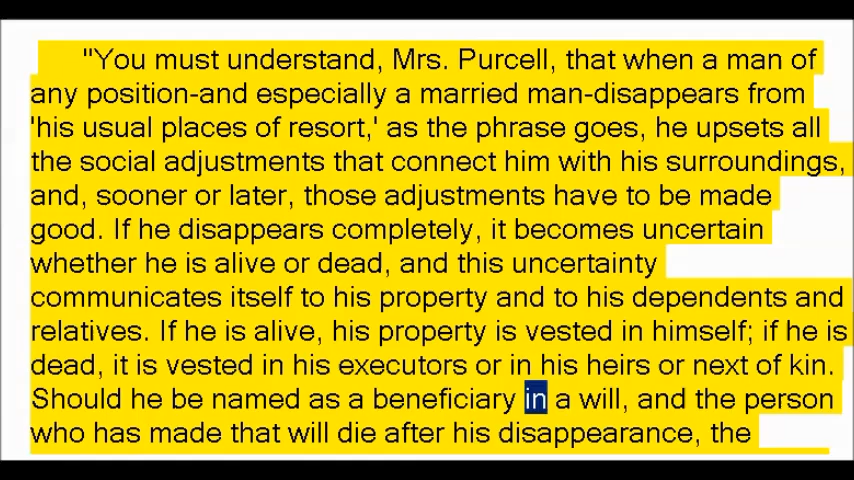 "You must understand, Mrs. Purcell, that when a man of
any position-and especially a married man-disappears from
'his usual places of resort,' as the phrase goes, he upsets all
the social adjustments that connect him with his surroundings,
and, sooner or later, those adjustments have to be made
good. If he disappears completely, it becomes uncertain
whether he is alive or dead, and this uncertainty
communicates itself to his property and to his dependents and
relatives. If he is alive, his property is vested in himself; if he is
dead, it is vested in his executors or in his heirs or next of kin.
Should he be named as a beneficiary in a will, and the person
who has made that will die after his disappearance, the